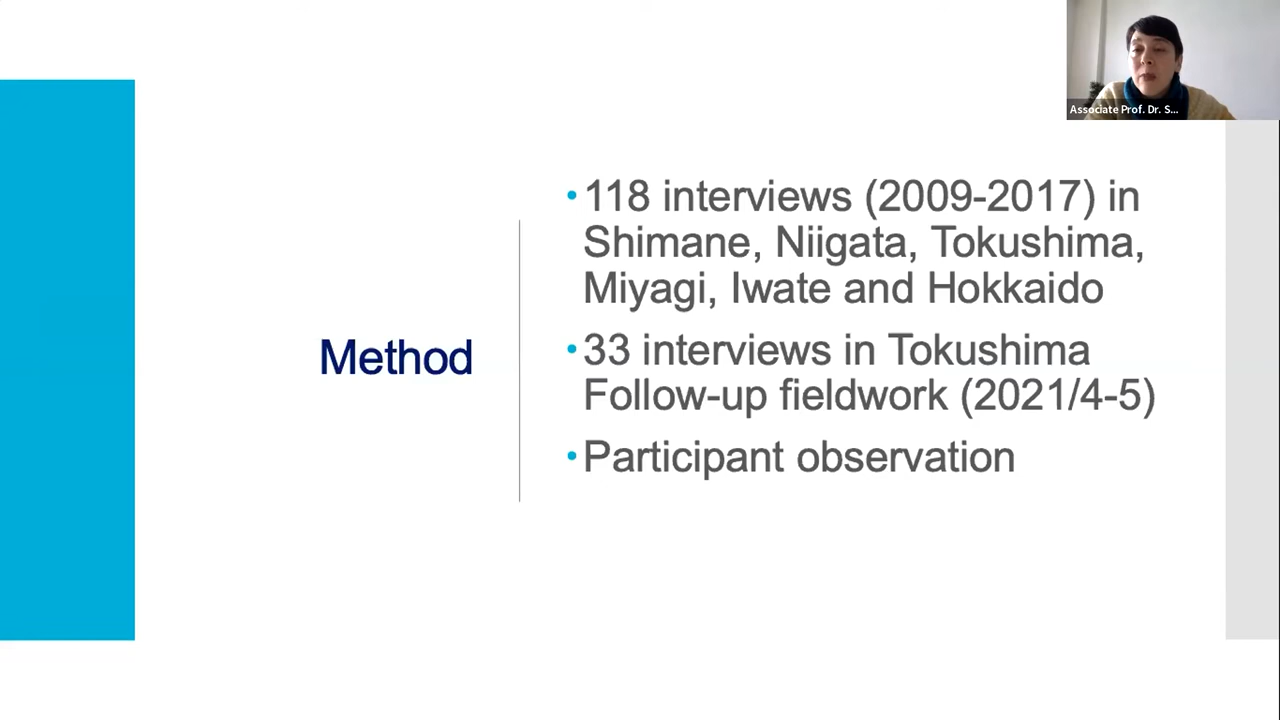 Associate Prof. Dr. S...
Method
•118 interviews (2009-2017) in
Shimane, Niigata, Tokushima,
Miyagi, Iwate and Hokkaido
•33 interviews in Tokushima
Follow-up fieldwork (2021/4-5)
•Participant observation